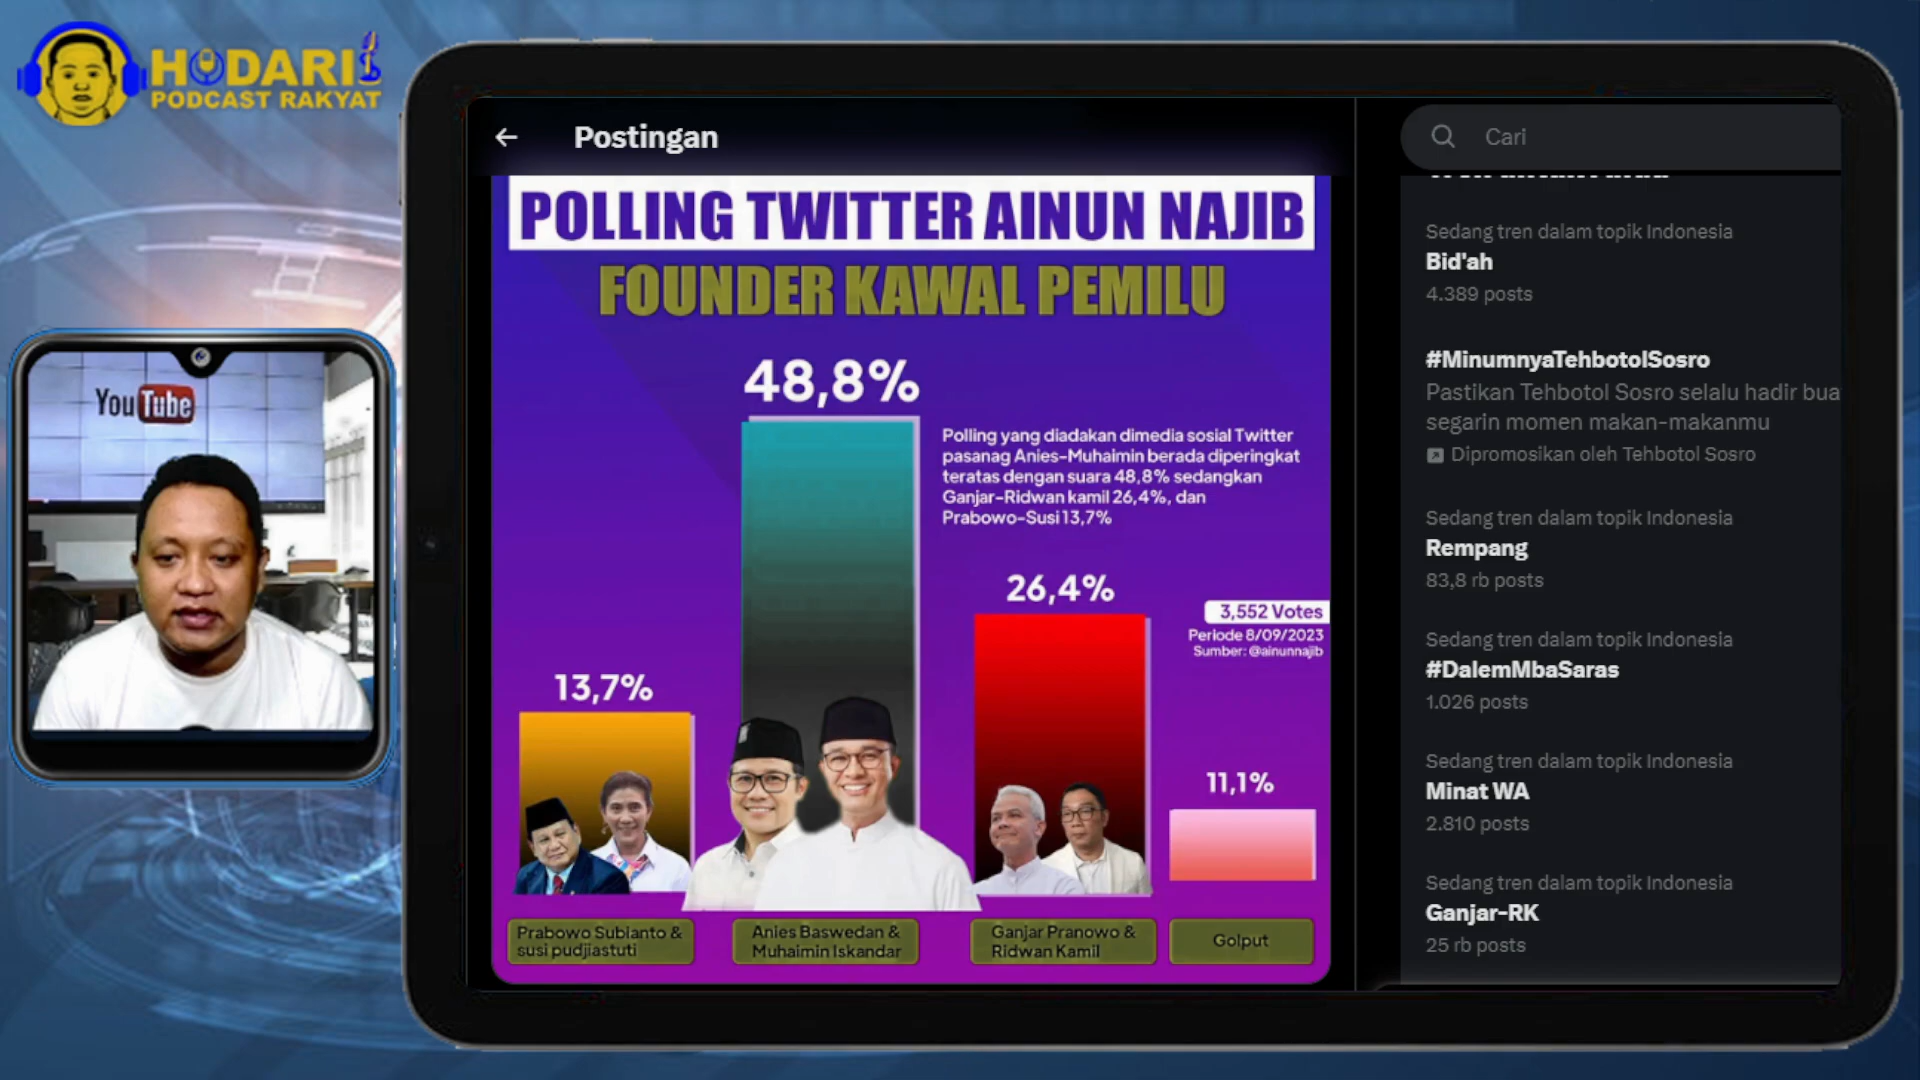 HODARI
PODCAST RAKYAT
YouTube
Postingan
POLLING TWITTER AINUN NAJIB
FOUNDER KAWAL PEMILU
48,8%
Polling yang diadakan dimedia sosial Twitter
pasanag Anies-Muhaimin berada diperingkat
teratas dengan suara 48,8% sedangkan
Ganjar-Ridwan kamil 26,4%, dan
Prabowo-Susi 13,7%
26,4%
3,552 Votes
Periode 8/09/2023
Sumber: @ainunnajib
13,7%
11,1%
Prabowo Subianto &
susi pudjiastuti
Anies Baswedan &
Muhaimin Iskandar
Ganjar Pranowo &
Ridwan Kamil
Golput
Cari
Sedang tren dalam topik Indonesia
Bid'ah
4.389 posts
#MinumnyaTehbotolSosro
Pastikan Tehbotol Sosro selalu hadir bua
segarin momen makan-makanmu
Dipromosikan oleh Tehbotol Sosro
Sedang tren dalam topik Indonesia
Rempang
83,8 rb posts
Sedang tren dalam topik Indonesia
#DalemMbaSaras
1.026 posts
Sedang tren dalam topik Indonesia
Minat WA
2.810 posts
Sedang tren dalam topik Indonesia
Ganjar-RK
25 rb posts